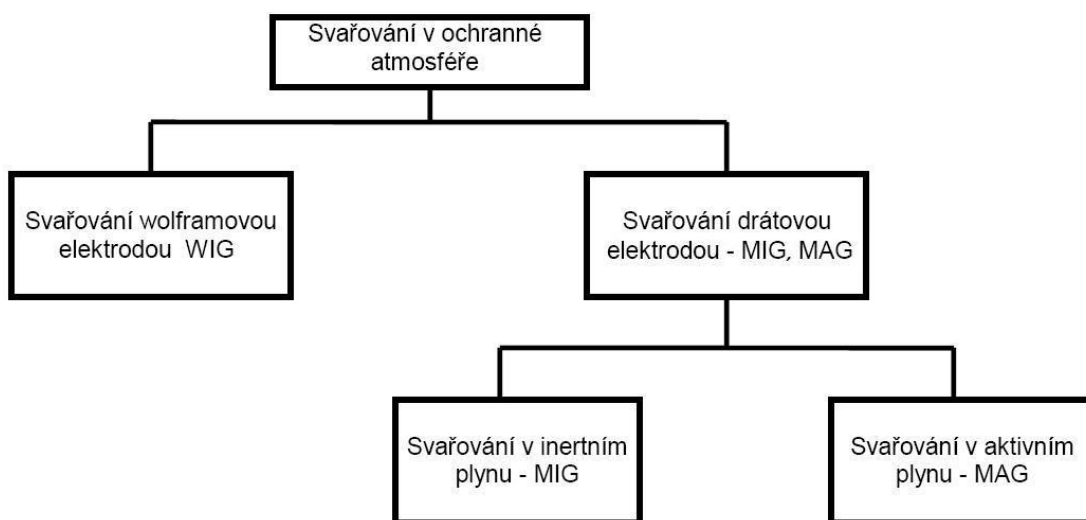 Svařování v ochranné
atmosféře
Svařování wolframovou
elektrodou WIG
Svařování drátovou
elektrodou - MIG, MAG
Svařování v inertním
plynu - MIG
Svařování v aktivním
plynu - MAG